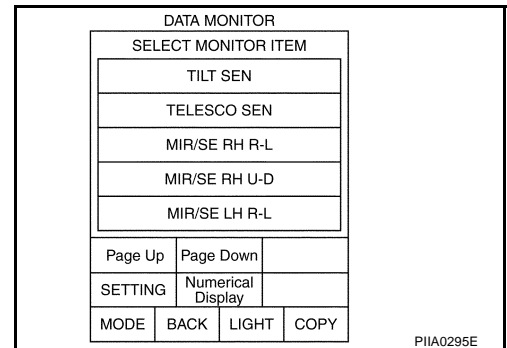 DATA MONITOR
SELECT MONITOR ITEM
TILT SEN
TELESCO SEN
MIR/SE RH R-L
MIR/SE RH U-D
MIR/SE LH R-L
Page Up Page Down
SETTING Numerical Display
MODE BACK LIGHT COPY
PIIA0295E